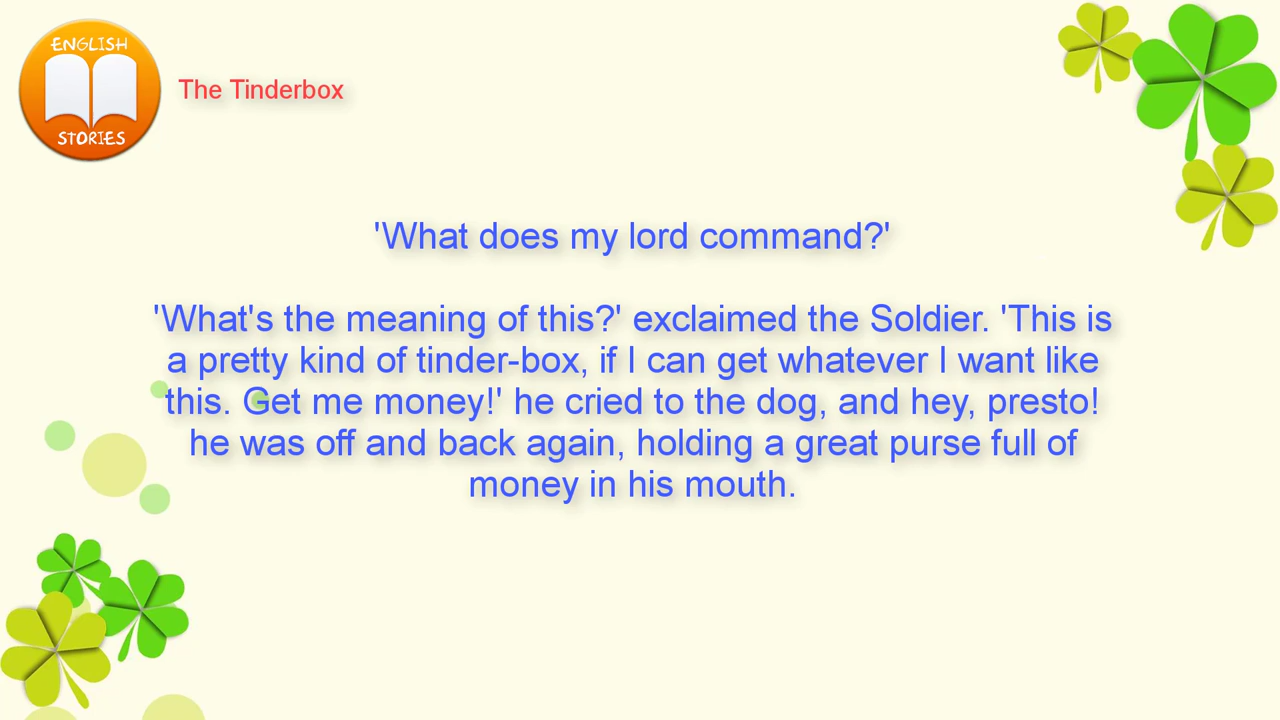 ENGLISH
STORIES
The Tinderbox
'What does my lord command?'
'What's the meaning of this?' exclaimed the Soldier. 'This is
a pretty kind of tinder-box, if I can get whatever I want like
this. Get me money!' he cried to the dog, and hey, presto!
he was off and back again, holding a great purse full of
money in his mouth.